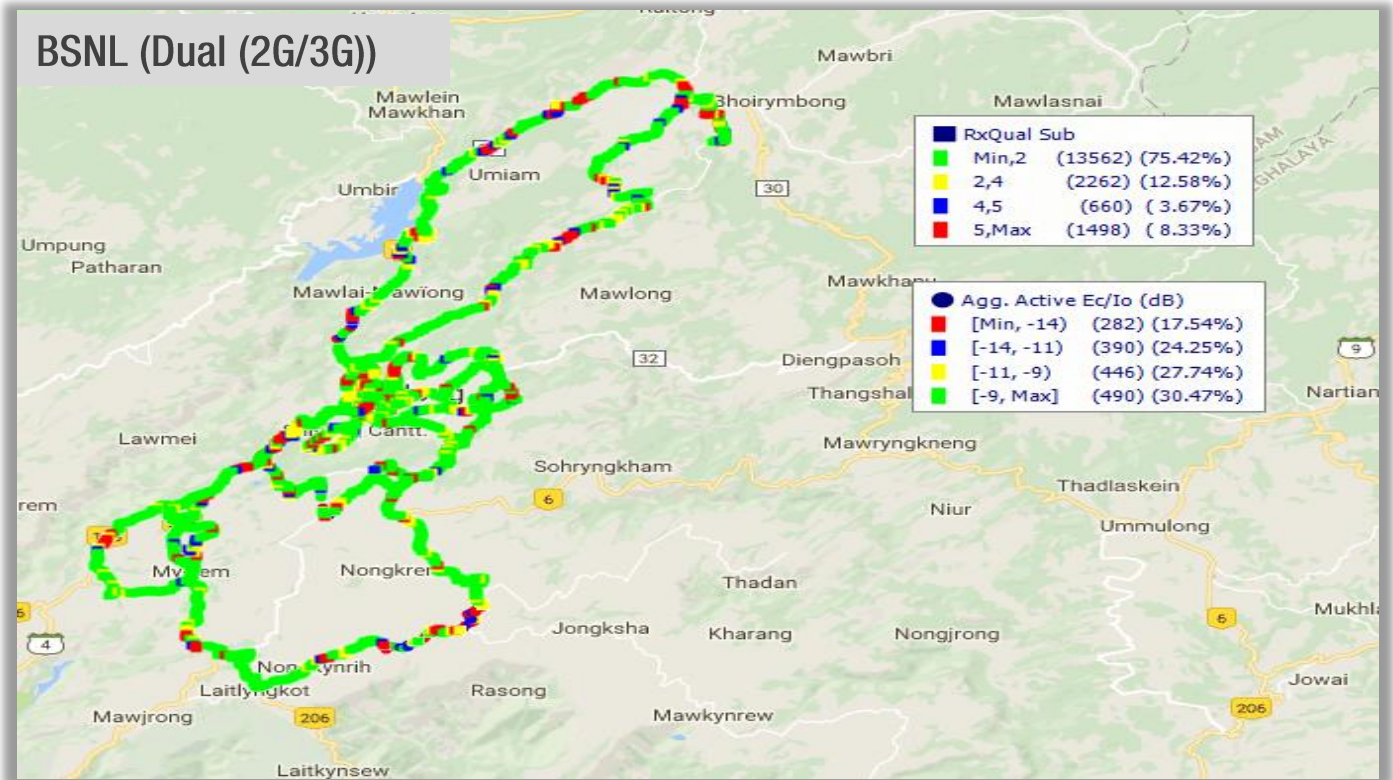 BSNL (Dual (2G/3G))
Mawbri
Mawlein
Mawkhan
Bhoirymbong
Mawlasnai
RxQual Sub
Min,2 (13562) (75.42%)
2,4 (2262) (12.58%)
4,5 (660) ( 3.67%)
5,Max (1498) ( 8.33%)
Umiam
Umbir
30
Umpung
Patharan
Mawlong
Agg. Active Ec/Io (dB)
[Min, -14) (282) (17.54%)
[-14, -11) (390) (24.25%)
[-11, -9) (446) (27.74%)
[-9, Max] (490) (30.47%)
32
Diengpasoh
9
Thangshal
Nartian
Lawmei
Cantt.
Mawryngkneng
Sohryngkham
6
Thadlaskein
rem
Niur
Ummulong
Nongkrem
Thadan
6
4
Jongksha
Kharang
Nongjrong
6
Mukhla
Laitlyngkot
Rasong
Jowai
Mawjrong
206
Mawkynrew
206
Laitkynsew